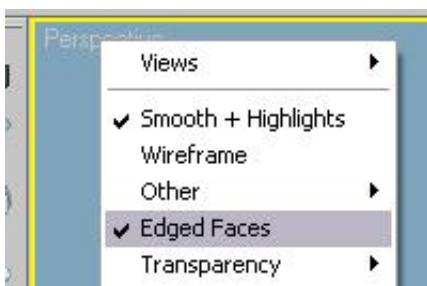 Perspective
Views
Smooth + Highlights
Wireframe
Other
Edged Faces
Transparency